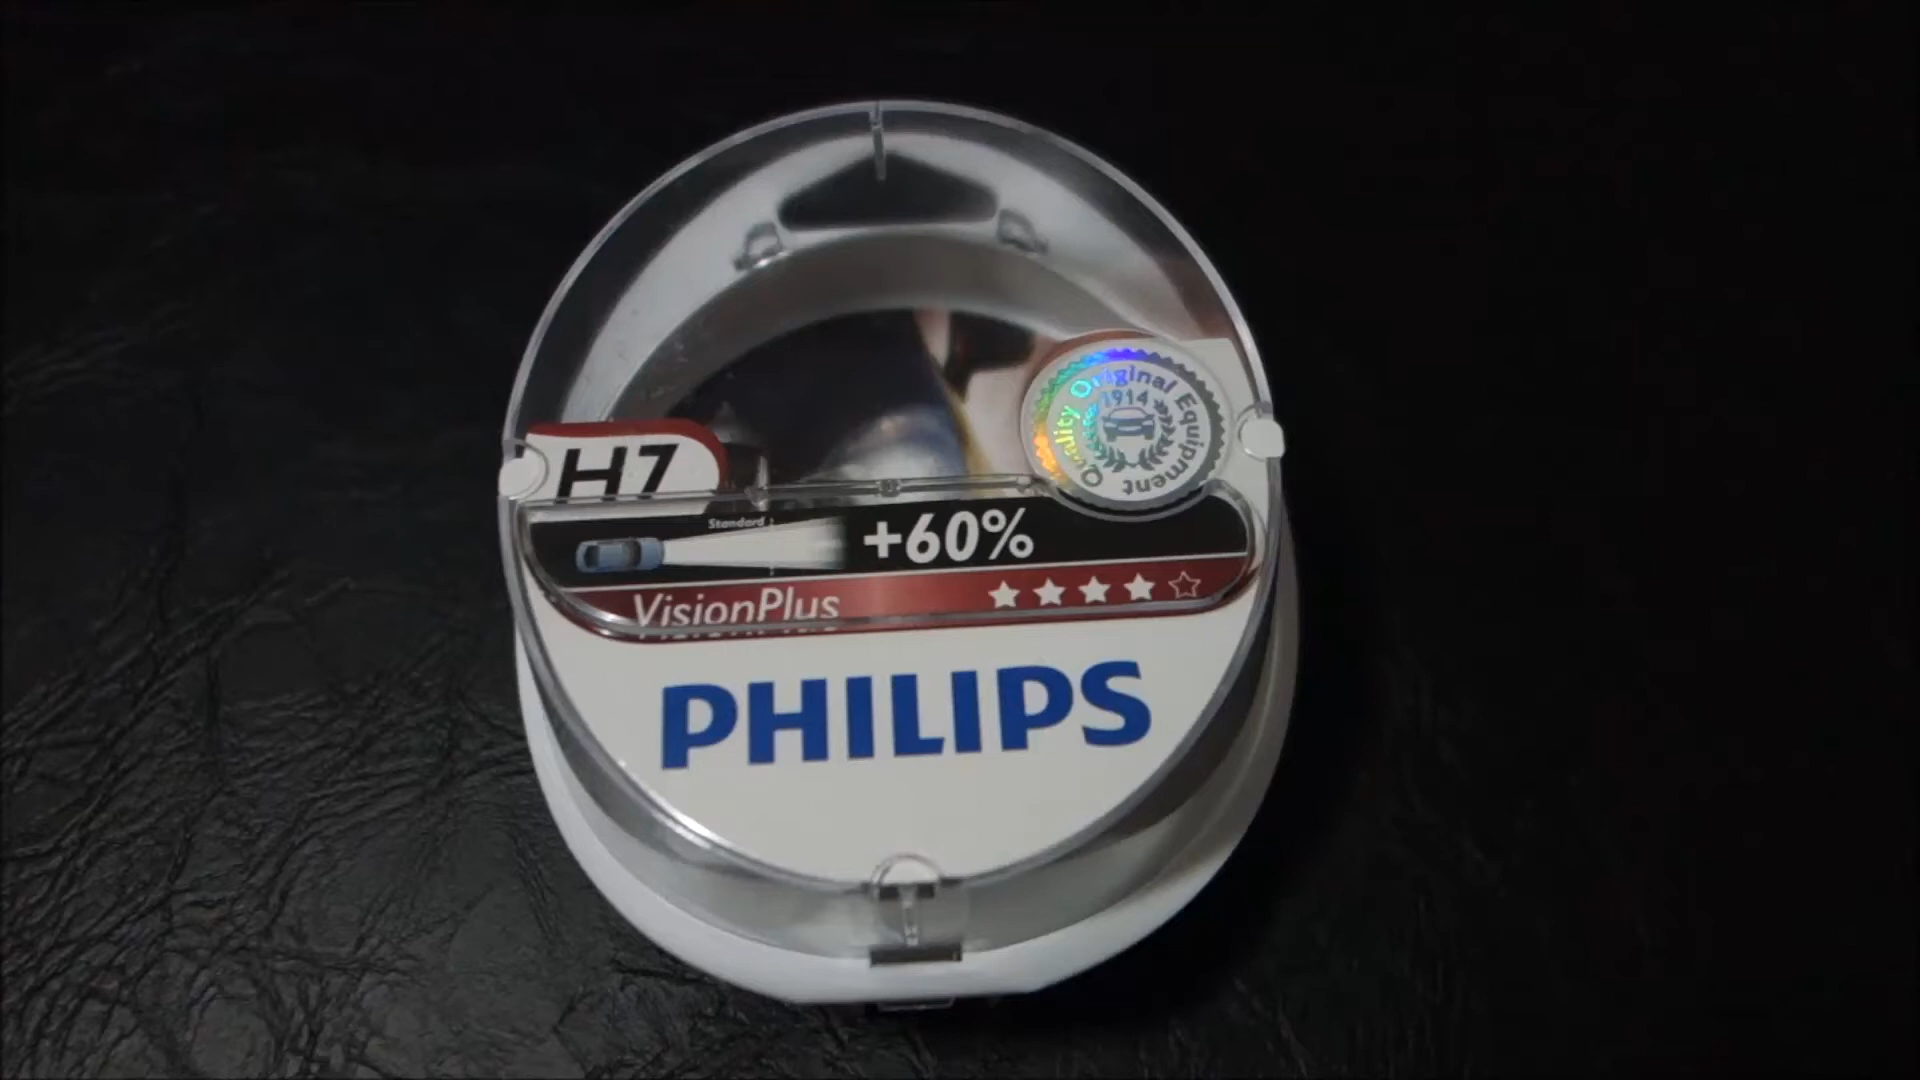 Quality Original Equipment
1914
H7
Standard
+60%
VisionPlus
PHILIPS